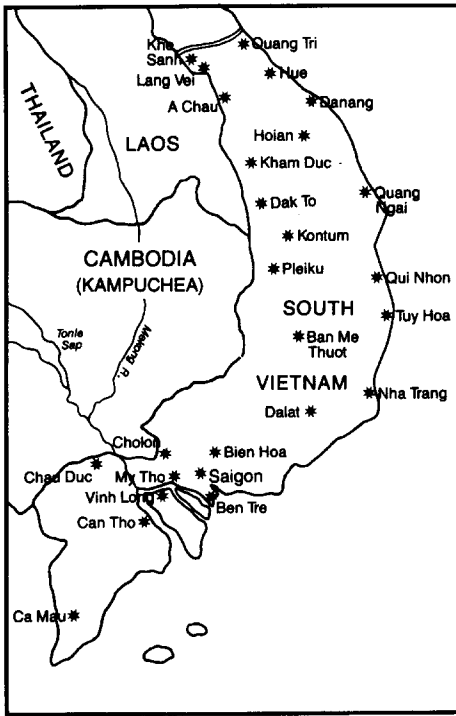 Khe
Sanh
Quang Tri
Lang Vei
Hue
A Chau
Danang
THAILAND
LAOS
Hoian
Kham Duc
Quang
Ngai
Dak To
Kontum
CAMBODIA
(KAMPUCHEA)
Pleiku
Qui Nhon
SOUTH
Tuy Hoa
Tonle
Sap
Mekong R.
Ban Me
Thuot
VIETNAM
Nha Trang
Dalat
Cholon
Bien Hoa
Chau Duc
My Tho
Saigon
Vinh Long
Ben Tre
Can Tho
Ca Mau